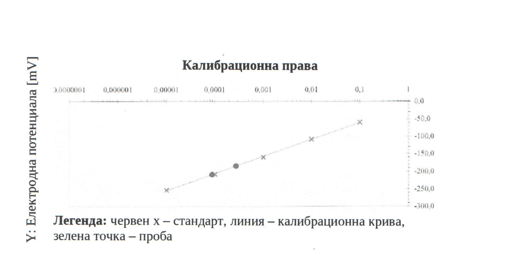 Калибрационна права
0,0000001 0,000001 0,00001 0,0001 0,001 0,01 0,1 1
0,0
-50,0
-100,0
-150,0
-200,0
-250,0
-300,0
Y: Електродна потенциала [mV]
Легенда: червен х – стандарт, линия – калибрационна крива,
зелена точка – проба